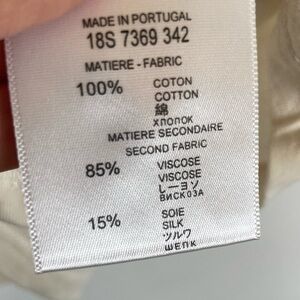 MADE IN PORTUGAL
18S 7369 342
MATIERE - FABRIC
100% COTON
COTTON
綿
ХЛОПОК
MATIERE SECONDAIRE
SECOND FABRIC
85% VISCOSE
VISCOSE
レーヨン
ВИСКОЗА
15% SOIE
SILK
シルク
ШЕЛК